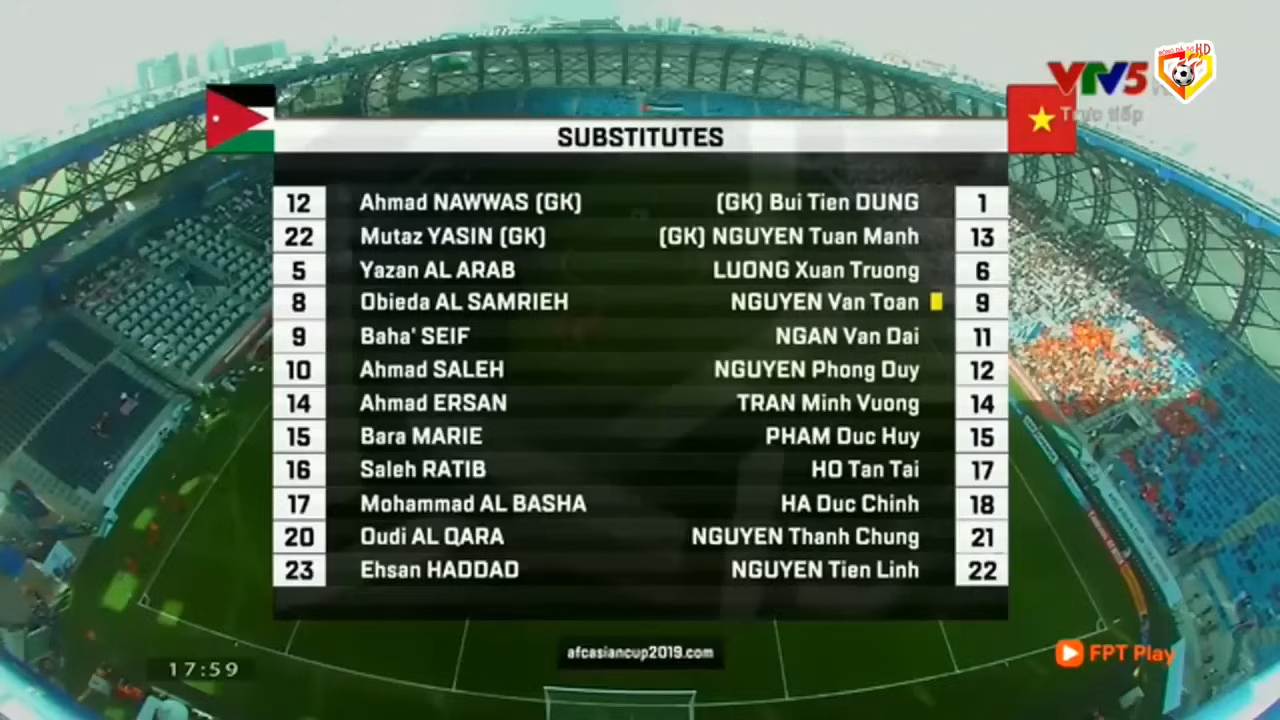 VTV5
BÓNG ĐÁ SỐ HD
Trực tiếp
SUBSTITUTES
12 Ahmad NAWWAS (GK) (GK) Bui Tien DUNG 1
22 Mutaz YASIN (GK) (GK) NGUYEN Tuan Manh 13
5 Yazan AL ARAB LUONG Xuan Truong 6
8 Obieda AL SAMRIEH NGUYEN Van Toan 9
9 Baha' SEIF NGAN Van Dai 11
10 Ahmad SALEH NGUYEN Phong Duy 12
14 Ahmad ERSAN TRAN Minh Vuong 14
15 Bara MARIE PHAM Duc Huy 15
16 Saleh RATIB HO Tan Tai 17
17 Mohammad AL BASHA HA Duc Chinh 18
20 Oudi AL QARA NGUYEN Thanh Chung 21
23 Ehsan HADDAD NGUYEN Tien Linh 22
afcasiancup2019.com
17:59
FPT Play